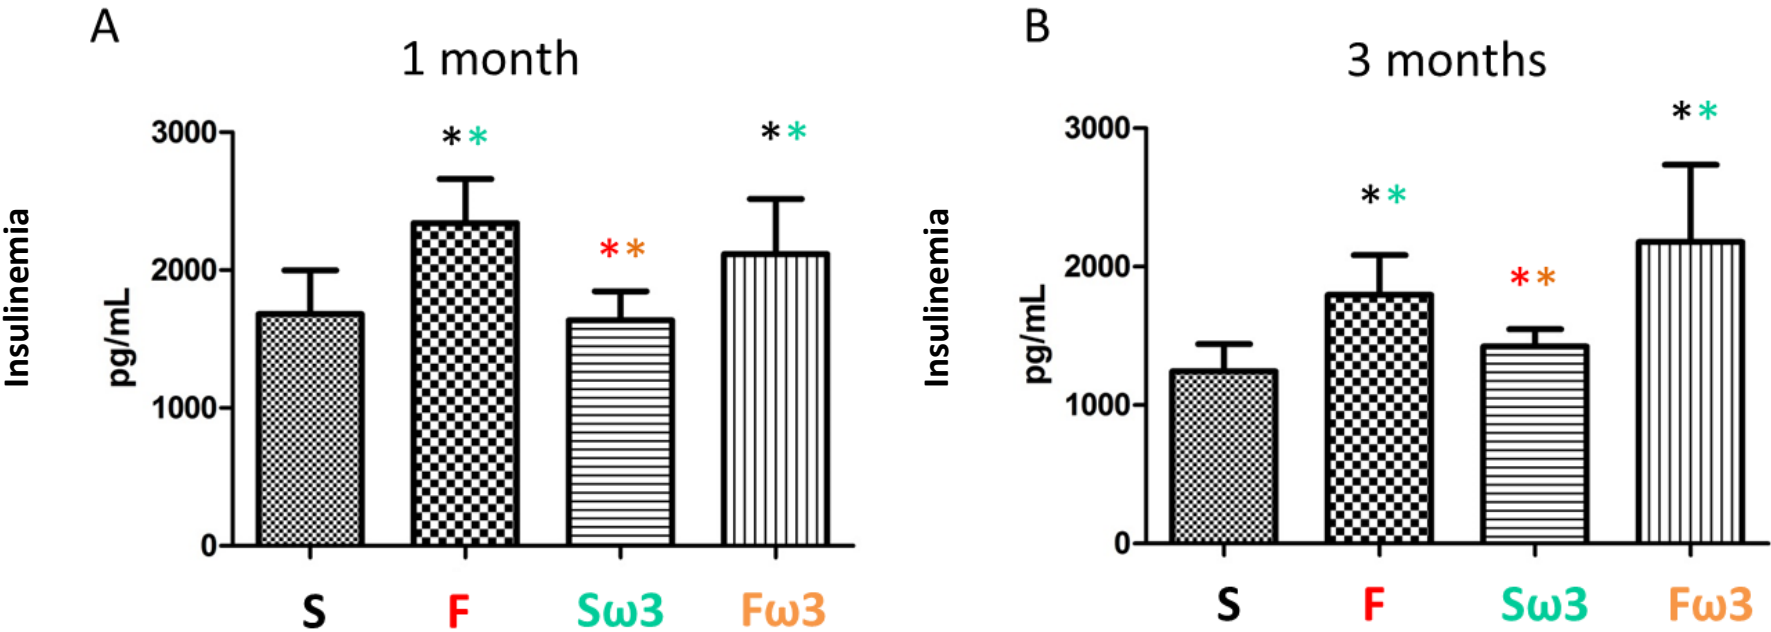 A
1 month
Insulinemia
pg/mL
3000
2000
1000
0
* *
* *
* *
S
F
Sω3
Fω3
B
3 months
Insulinemia
pg/mL
3000
2000
1000
0
* *
* *
* *
S
F
Sω3
Fω3